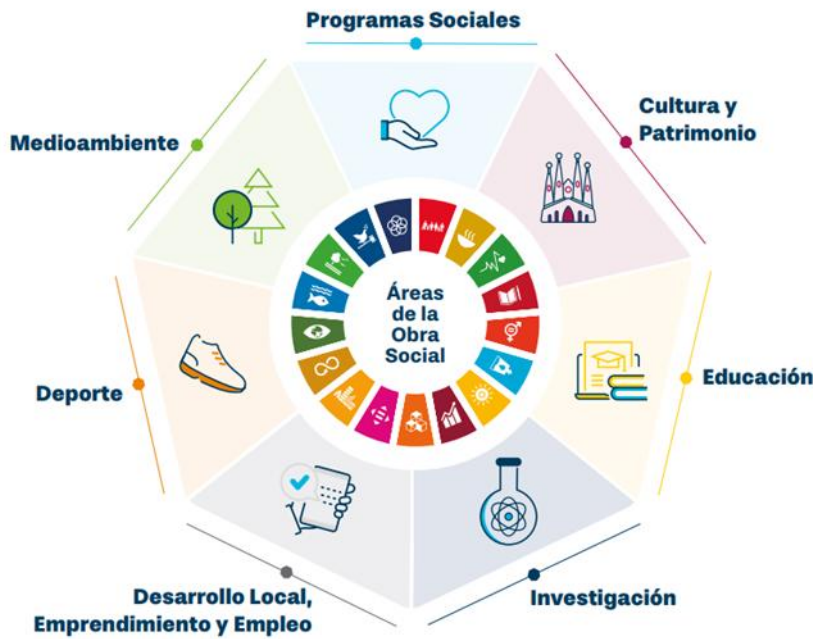 Programas Sociales
Cultura y
Patrimonio
Medioambiente
Áreas
de la
Obra
Social
Educación
Deporte
Investigación
Desarrollo Local,
Emprendimiento y Empleo